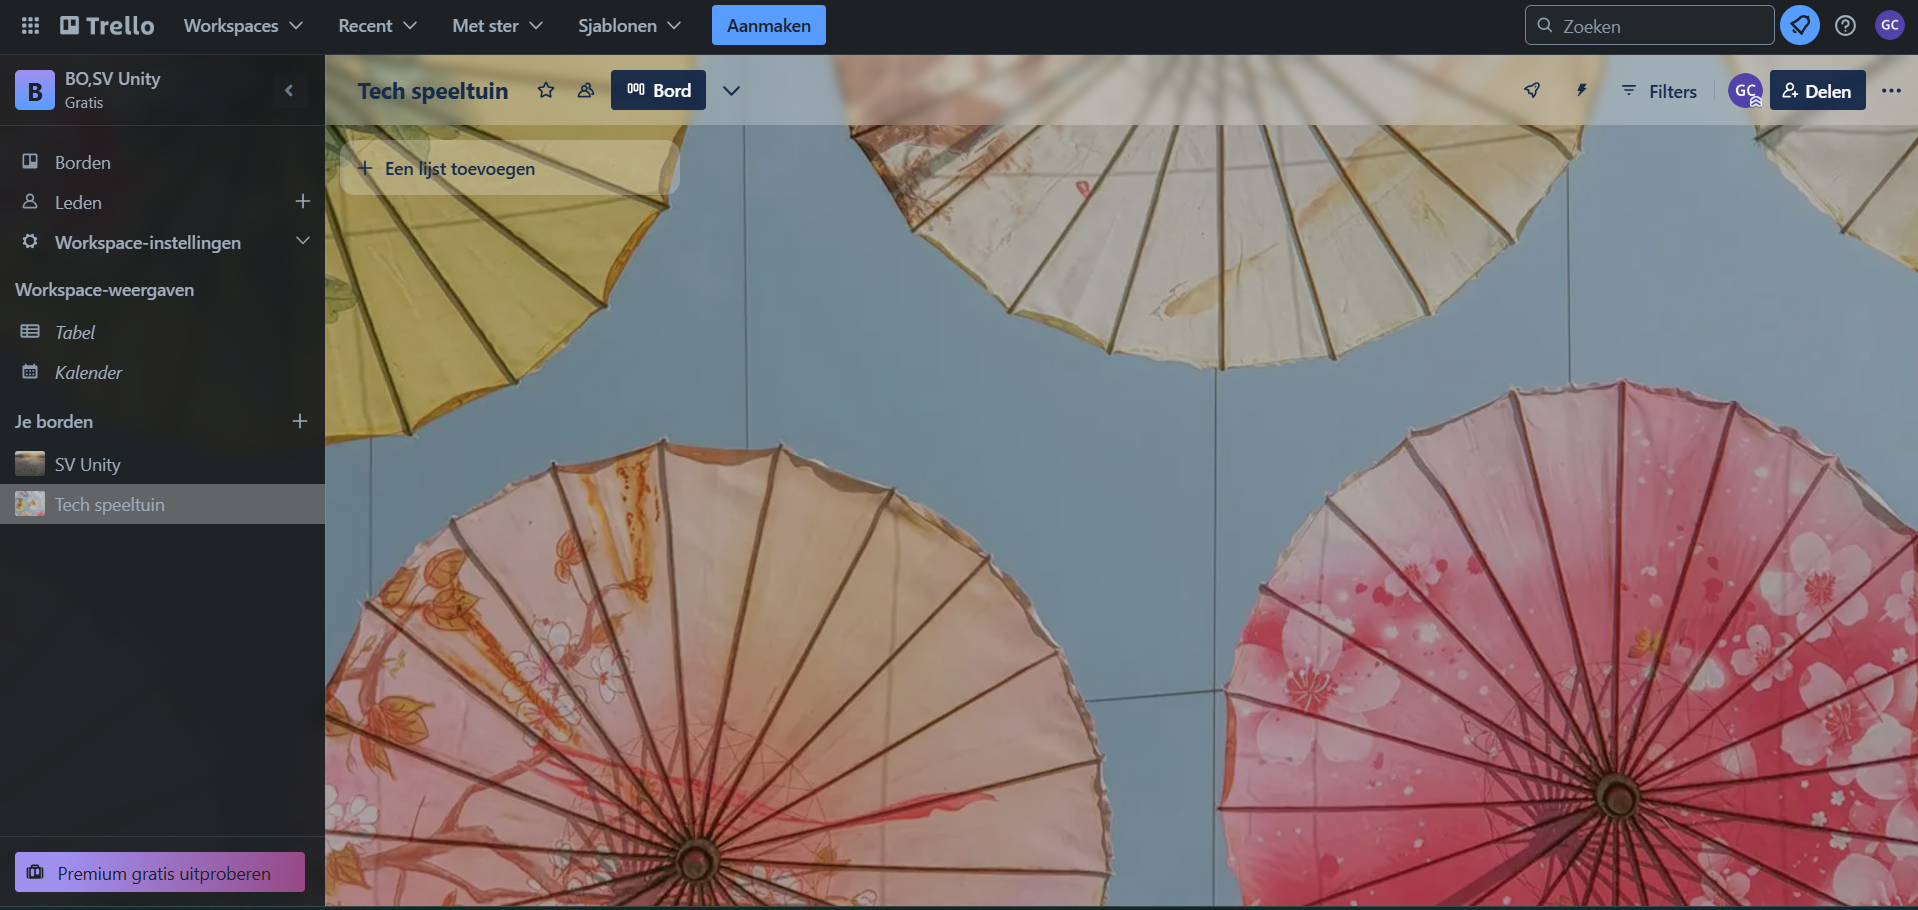 Trello
Workspaces
Recent
Met ster
Sjablonen
Aanmaken
Zoeken
GC
B
BO,SV Unity
Gratis
Tech speeltuin
Bord
Filters
GC
Delen
Borden
Leden
Workspace-instellingen
Workspace-weergaven
Tabel
Kalender
Je borden
SV Unity
Tech speeltuin
Een lijst toevoegen
Premium gratis uitproberen